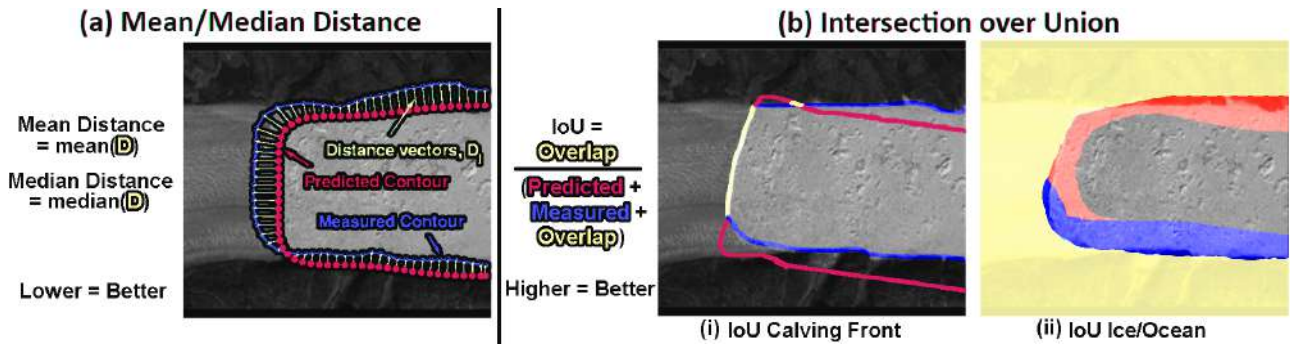 (a) Mean/Median Distance
Mean Distance
= mean(D)
Median Distance
= median(D)
Lower = Better
Distance vectors, Dj
Predicted Contour
Measured Contour
(b) Intersection over Union
IoU =
Overlap
(Predicted +
Measured +
Overlap)
Higher = Better
(i) IoU Calving Front
(ii) IoU Ice/Ocean